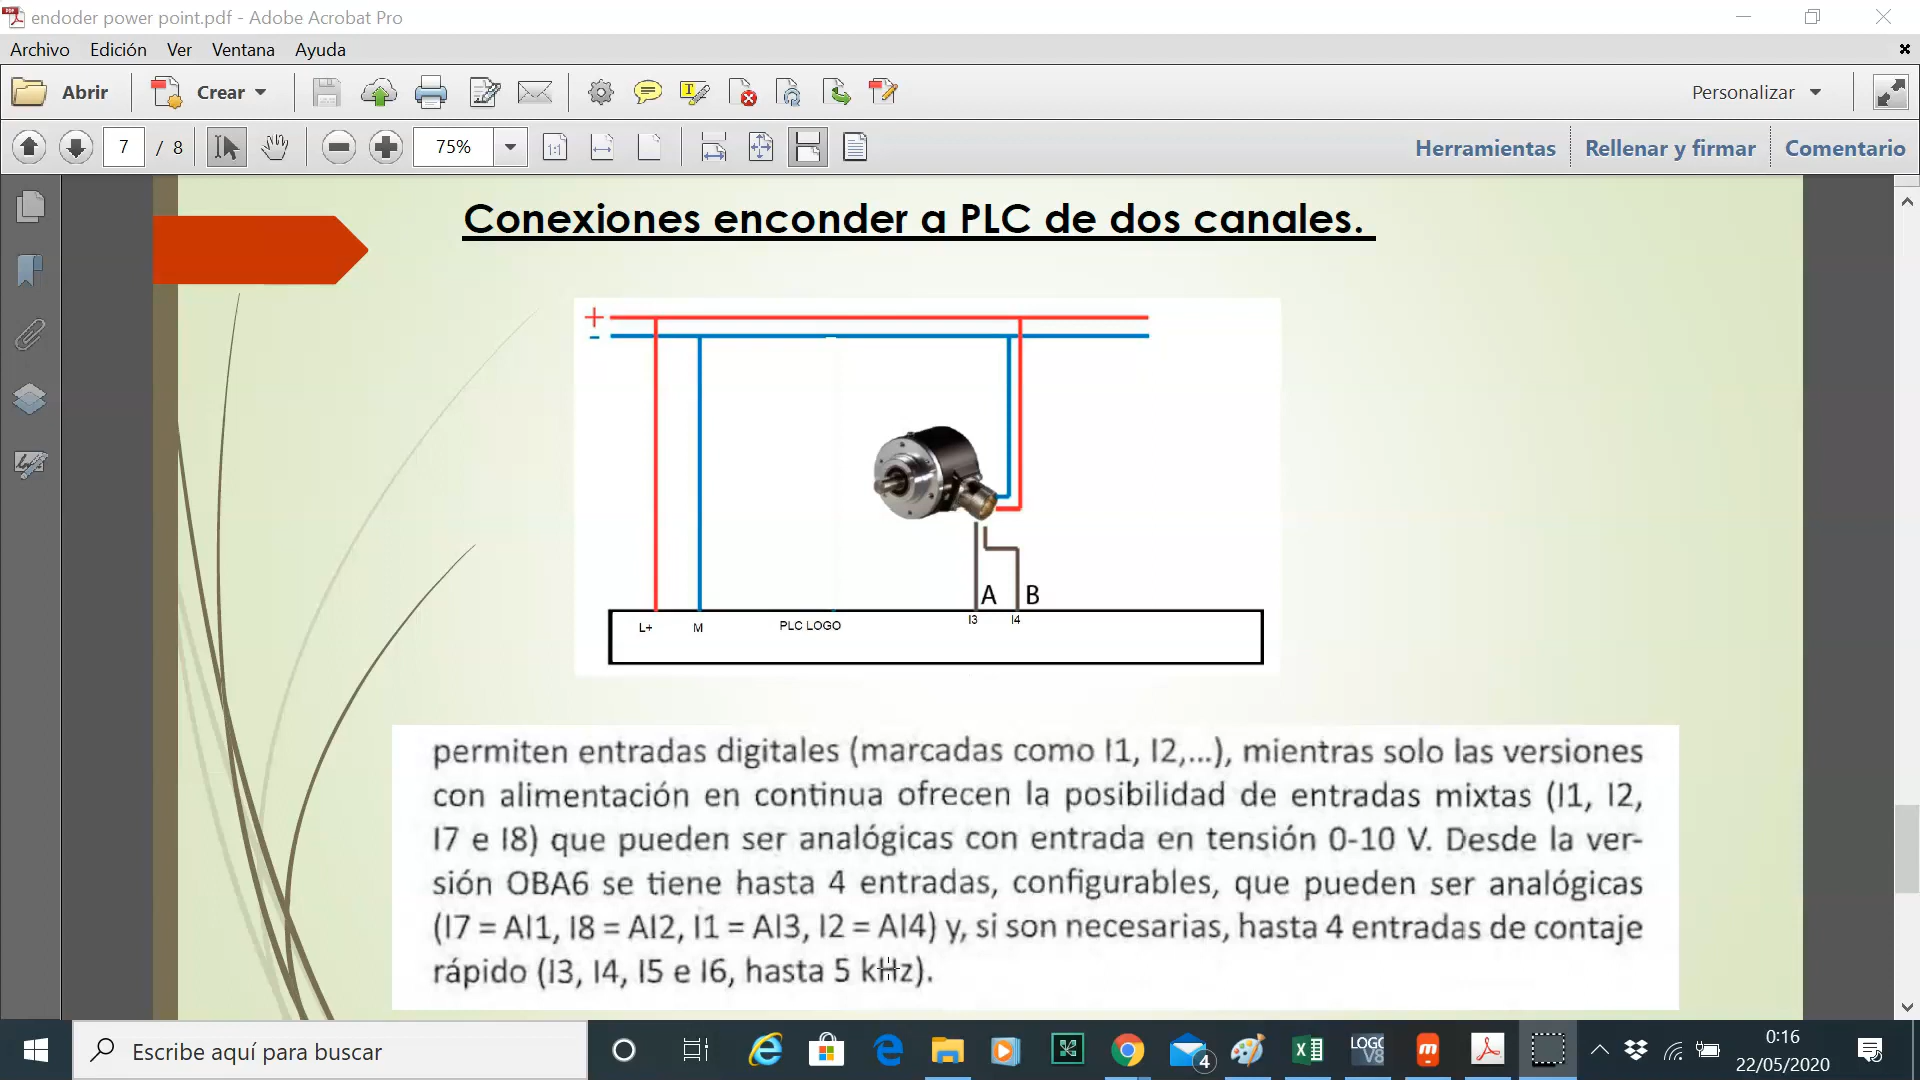 endoder power point.pdf - Adobe Acrobat Pro
Archivo Edición Ver Ventana Ayuda
Abrir Crear Personalizar
7 / 8 75% Herramientas Rellenar y firmar Comentario
Conexiones enconder a PLC de dos canales.
+
-
A B
L+ M PLC LOGO I3 I4
permiten entradas digitales (marcadas como I1, I2,...), mientras solo las versiones
con alimentación en continua ofrecen la posibilidad de entradas mixtas (I1, I2,
I7 e I8) que pueden ser analógicas con entrada en tensión 0-10 V. Desde la ver-
sión OBA6 se tiene hasta 4 entradas, configurables, que pueden ser analógicas
(I7 = AI1, I8 = AI2, I1 = AI3, I2 = AI4) y, si son necesarias, hasta 4 entradas de contaje
rápido (I3, I4, I5 e I6, hasta 5 kHz).
Escribe aquí para buscar
4
LOGO
V8
0:16
22/05/2020